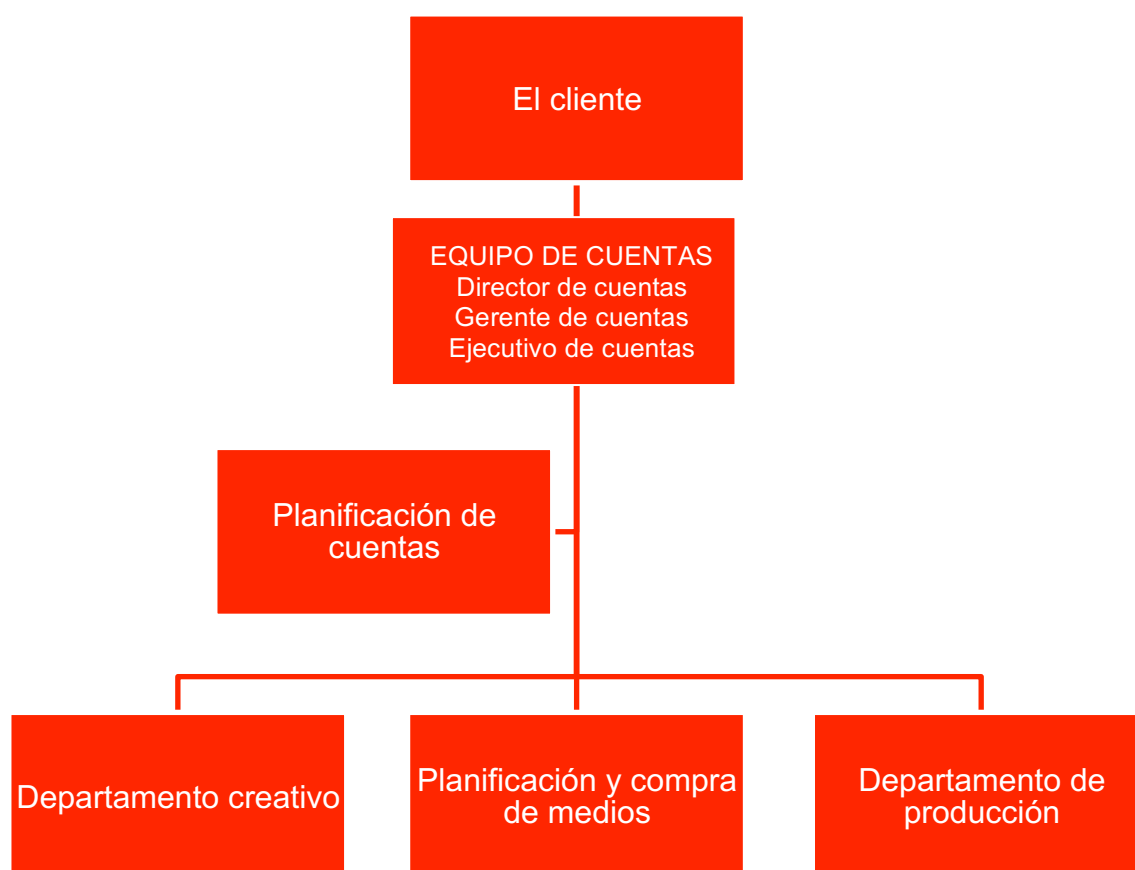 El cliente
EQUIPO DE CUENTAS
Director de cuentas
Gerente de cuentas
Ejecutivo de cuentas
Planificación de
cuentas
Departamento creativo
Planificación y compra
de medios
Departamento de
producción